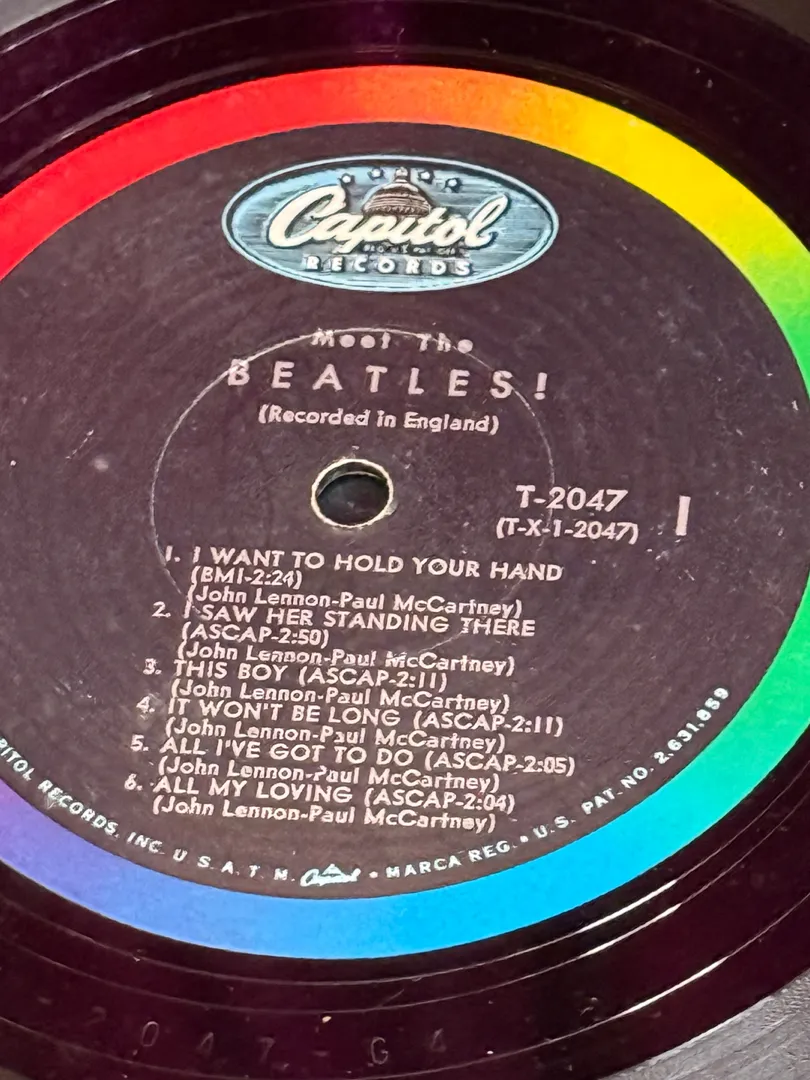 Capitol
RECORDS
Meet The
BEATLES!
(Recorded in England)
T-2047
(T-X-1-2047)
1
1. I WANT TO HOLD YOUR HAND
(BMI-2:24)
(John Lennon-Paul McCartney)
2. I SAW HER STANDING THERE
(ASCAP-2:50)
(John Lennon-Paul McCartney)
3. THIS BOY (ASCAP-2:11)
(John Lennon-Paul McCartney)
4. IT WON'T BE LONG (ASCAP-2:11)
(John Lennon-Paul McCartney)
5. ALL I'VE GOT TO DO (ASCAP-2:05)
(John Lennon-Paul McCartney)
6. ALL MY LOVING (ASCAP-2:04)
(John Lennon-Paul McCartney)
PITOL RECORDS, INC. U. S. A. T. M. Capitol • MARCA REG. • U.S. PAT. NO. 2,631,859
2047-G4